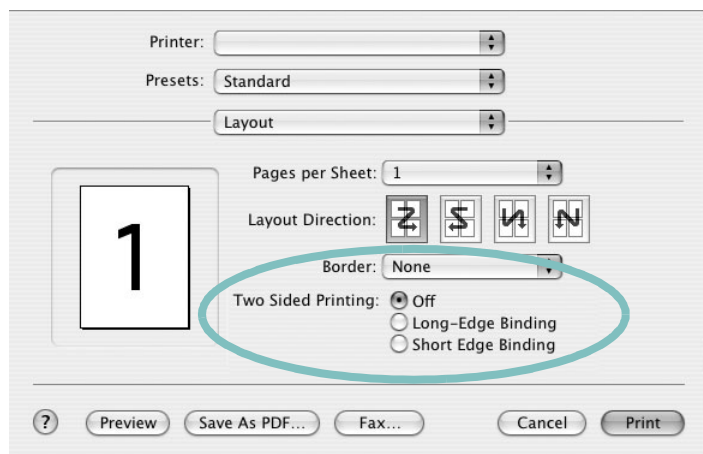 Printer:
Presets: Standard
Layout
Pages per Sheet: 1
Layout Direction:
1
Border: None
Two Sided Printing: Off
Long-Edge Binding
Short Edge Binding
? Preview Save As PDF... Fax... Cancel Print